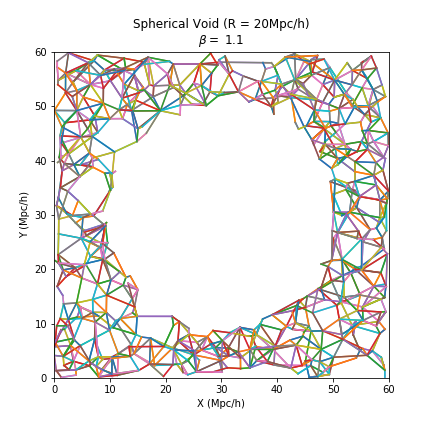 Spherical Void (R = 20Mpc/h)
β = 1.1
60
50
40
30
20
10
0
Y (Mpc/h)
0 10 20 30 40 50 60
X (Mpc/h)